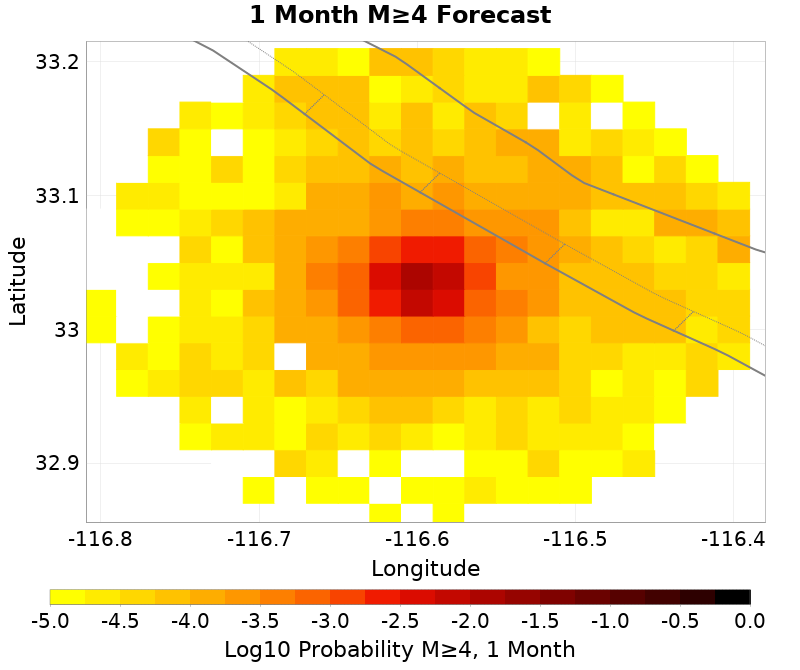 1 Month M≥4 Forecast
33.2
33.1
33
32.9
Latitude
-116.8 -116.7 -116.6 -116.5 -116.4
Longitude
-5.0 -4.5 -4.0 -3.5 -3.0 -2.5 -2.0 -1.5 -1.0 -0.5 0.0
Log10 Probability M≥4, 1 Month